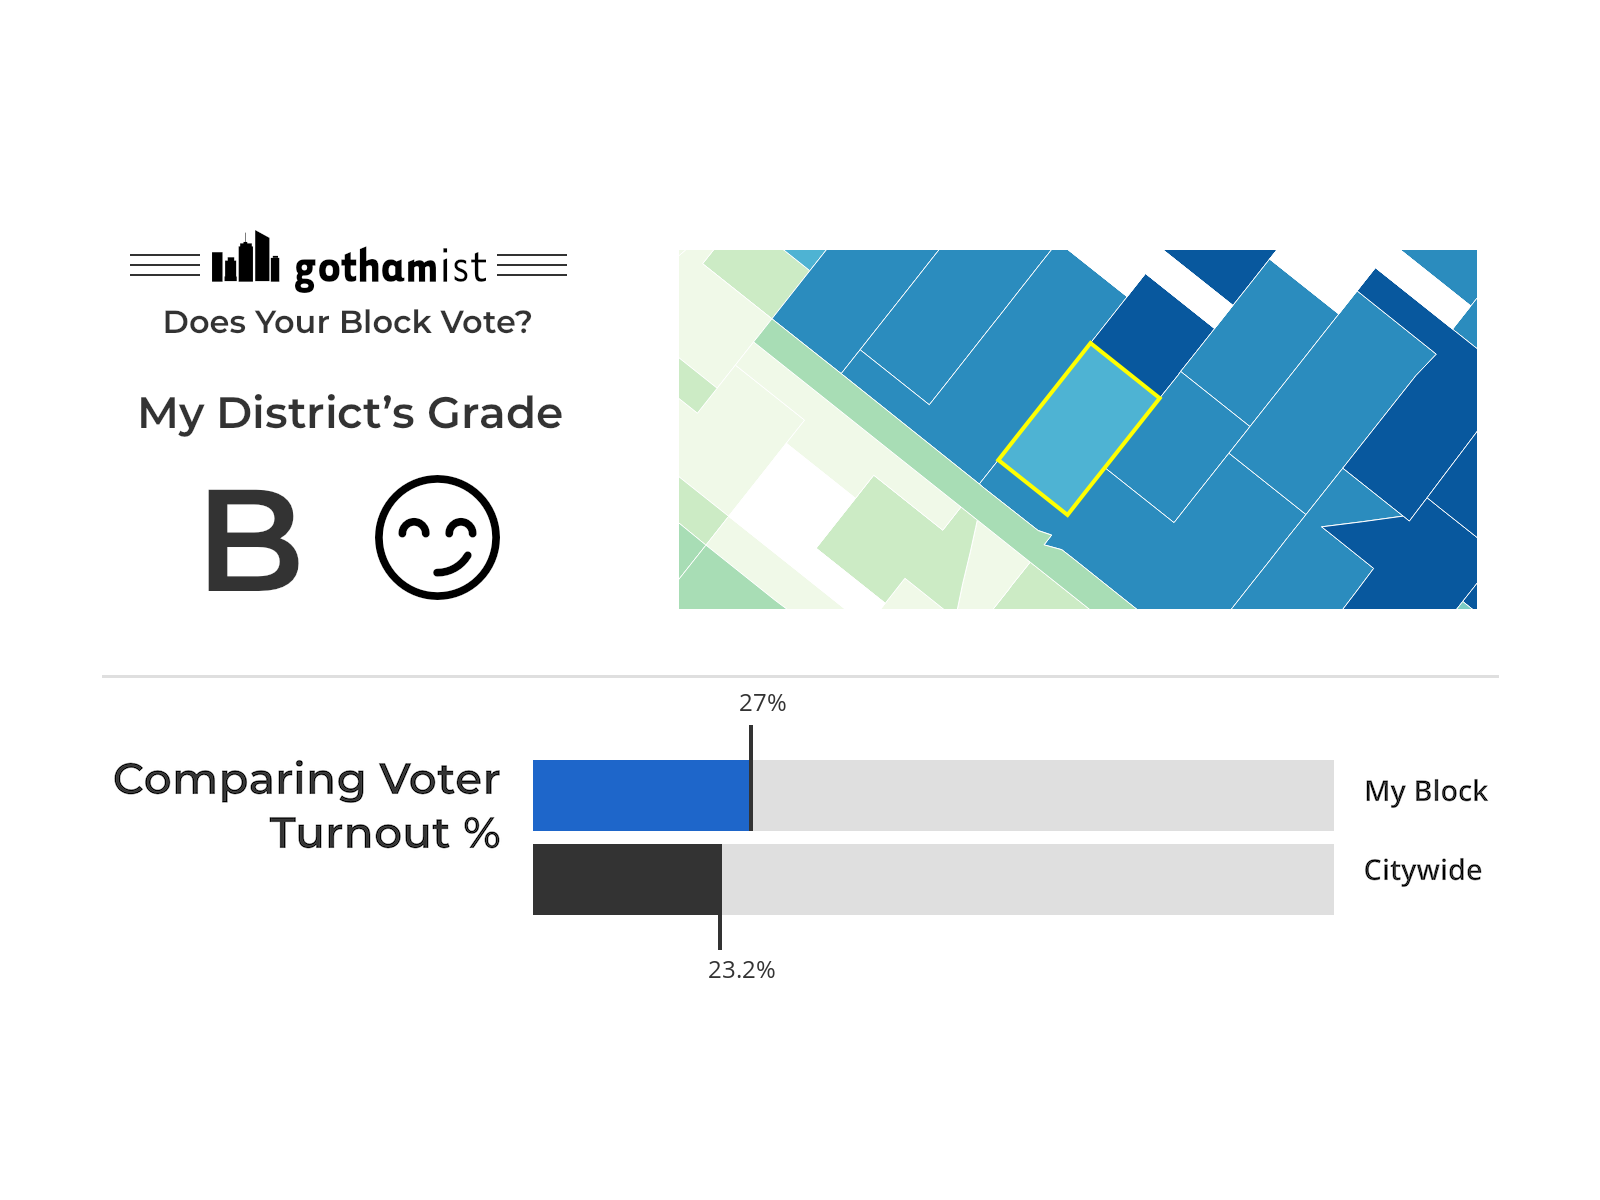 gothamist
Does Your Block Vote?
My District’s Grade
B
27%
Comparing Voter
Turnout %
My Block
Citywide
23.2%